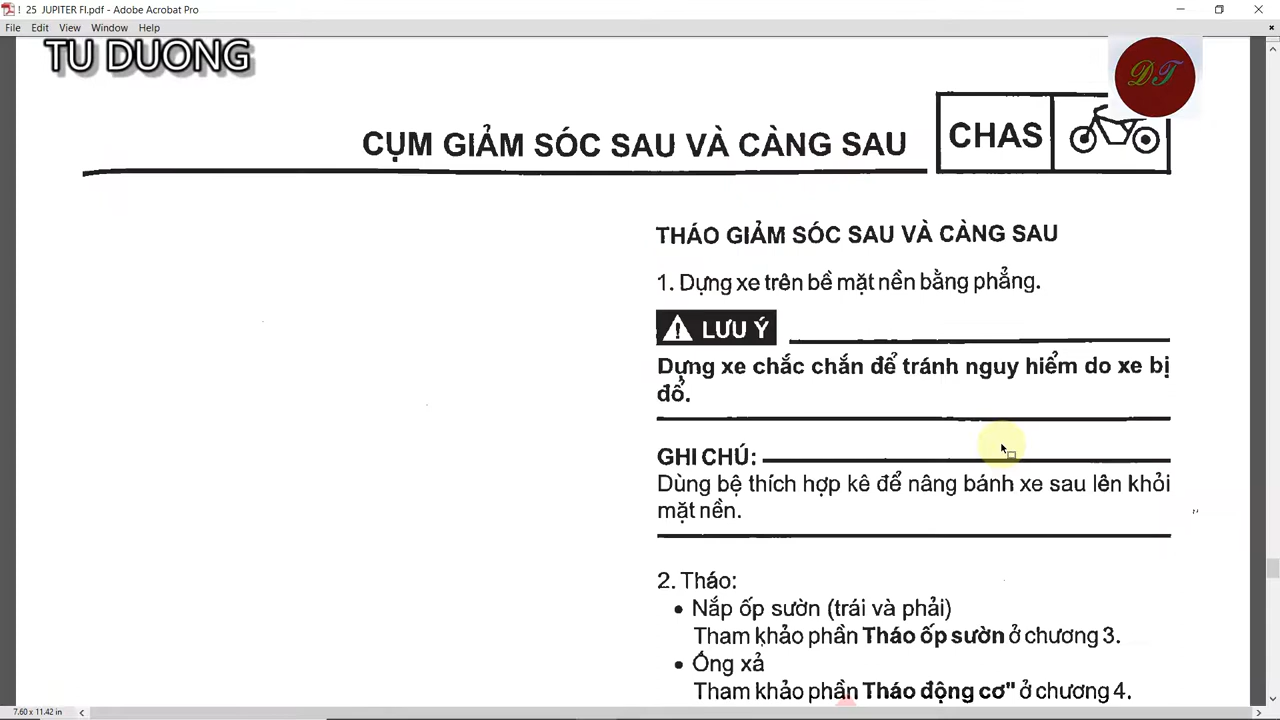 ! 25 JUPITER FI.pdf - Adobe Acrobat Pro
File Edit View Window Help
TU DUONG
DT
CỤM GIẢM SÓC SAU VÀ CÀNG SAU
CHAS
THÁO GIẢM SÓC SAU VÀ CÀNG SAU
1. Dựng xe trên bề mặt nền bằng phẳng.
LƯU Ý
Dựng xe chắc chắn để tránh nguy hiểm do xe bị
đổ.
GHI CHÚ:
Dùng bệ thích hợp kê để nâng bánh xe sau lên khỏi
mặt nền.
2. Tháo:
• Nắp ốp sườn (trái và phải)
Tham khảo phần Tháo ốp sườn ở chương 3.
• Ống xả
Tham khảo phần Tháo động cơ" ở chương 4.
7.60 x 11.42 in